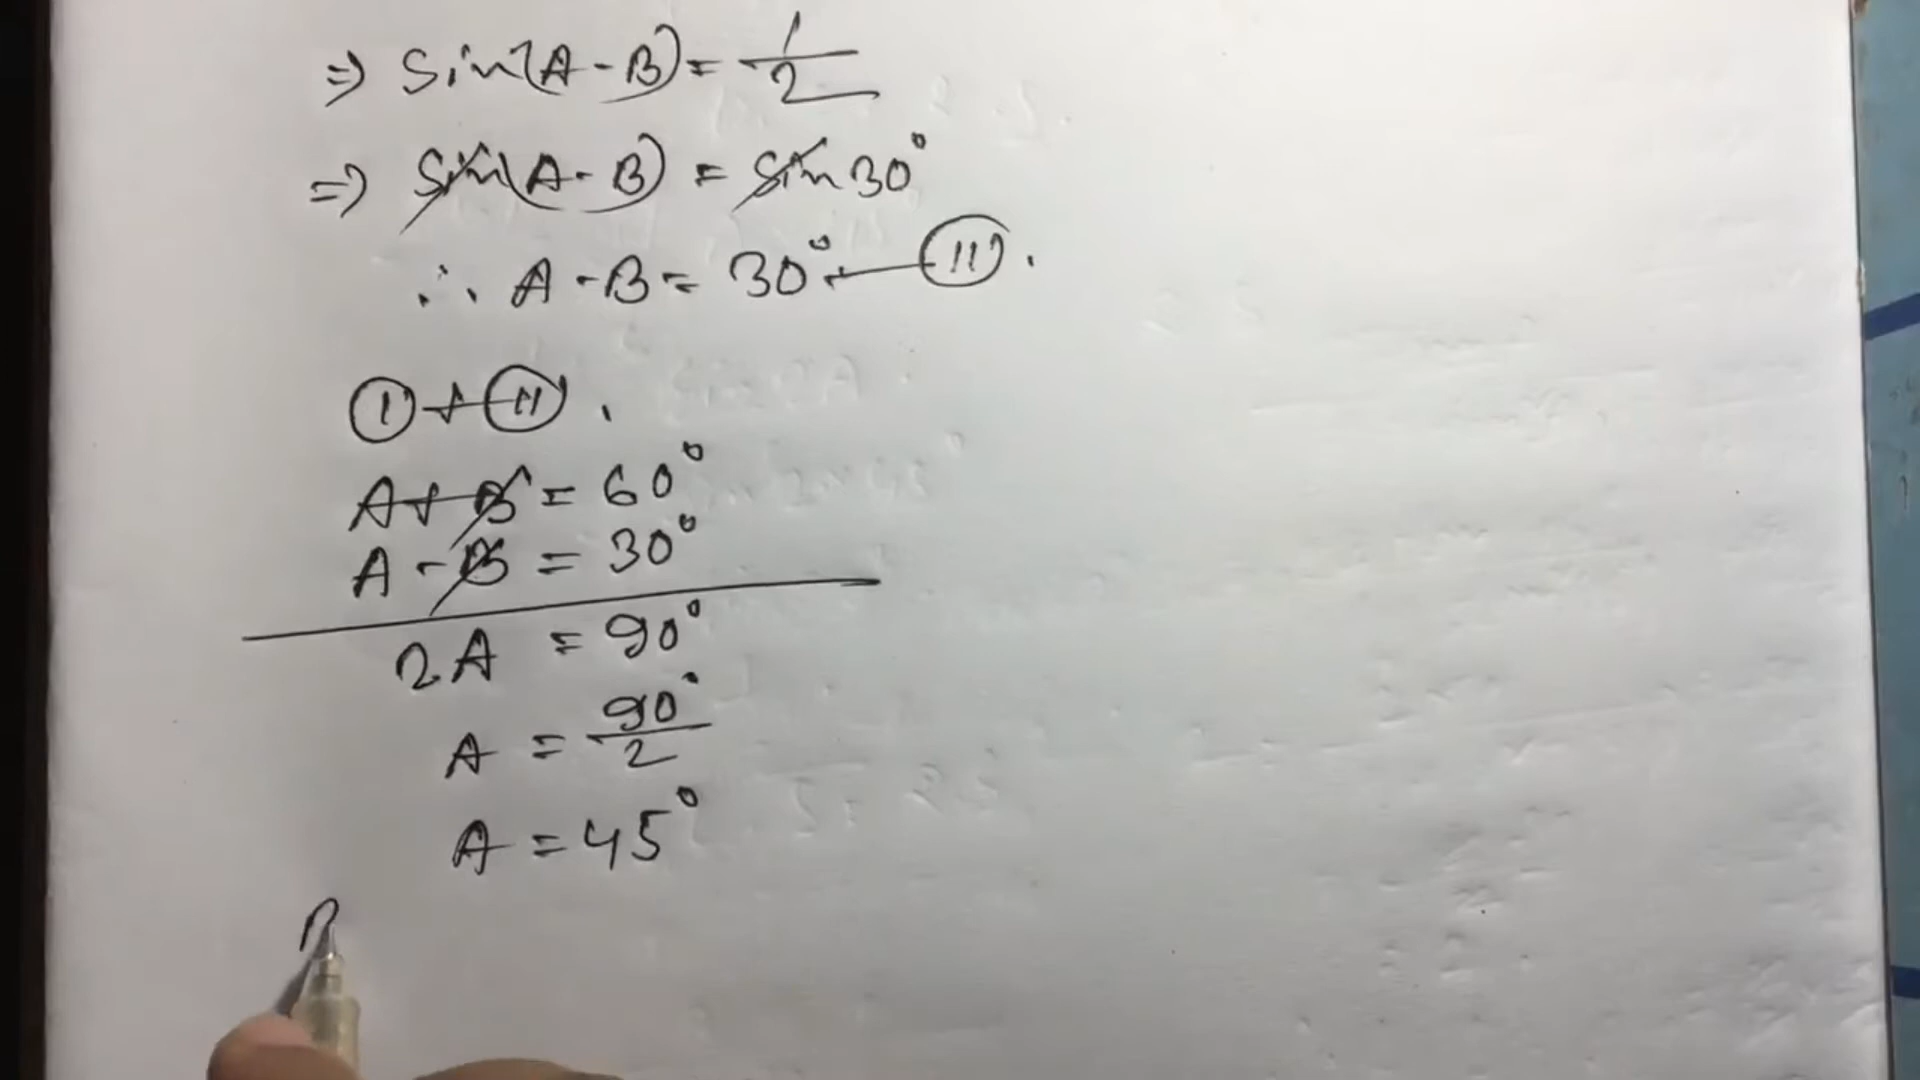 ⇒ Sin(A - B) = 1/2
⇒ Sin(A - B) = Sin 30°
∴ A - B = 30° — (II).
(I) + (II).
A + B = 60°
A - B = 30°
2A = 90°
A = 90°/2
A = 45°